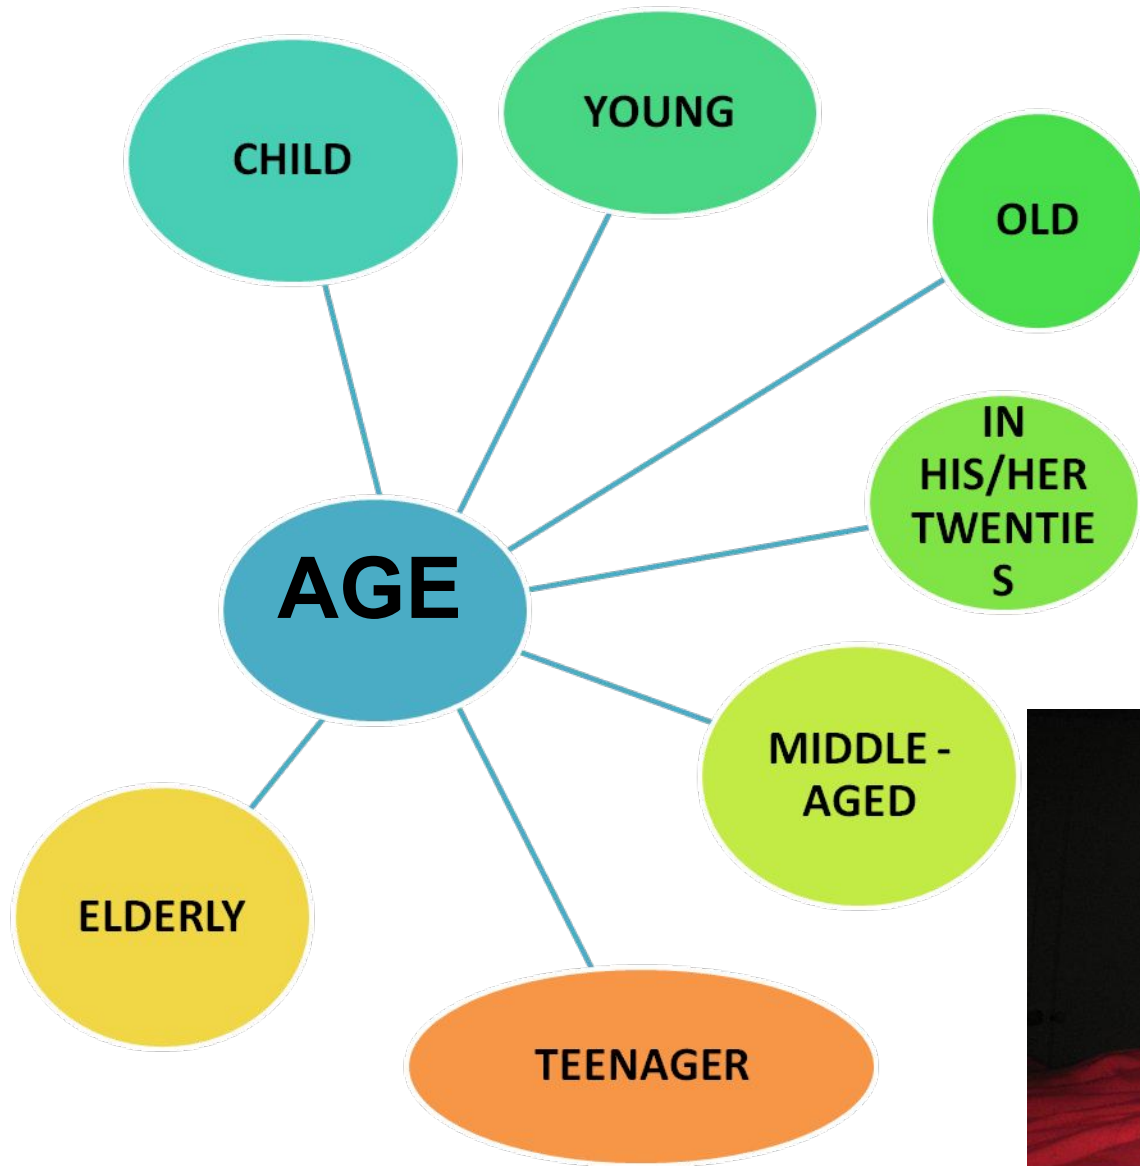 CHILD
YOUNG
OLD
IN
HIS/HER
TWENTIE
S
AGE
MIDDLE -
AGED
ELDERLY
TEENAGER